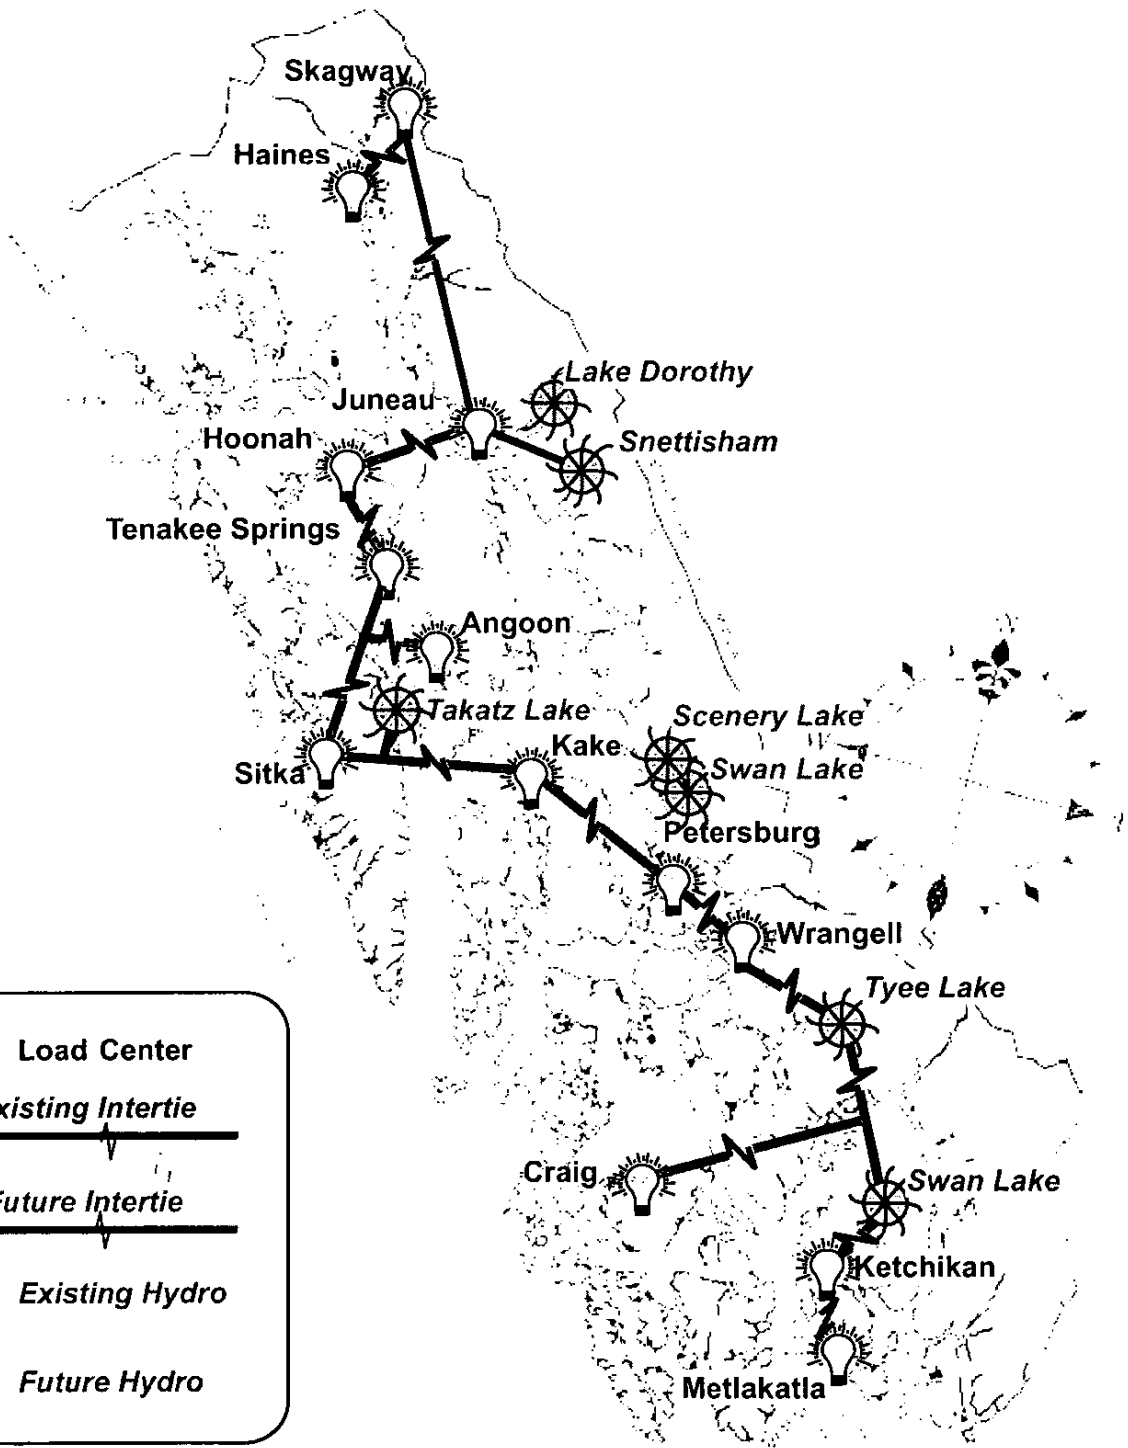 Skagway
Haines
Lake Dorothy
Juneau
Hoonah
Snettisham
Tenakee Springs
Angoon
Takatz Lake
Scenery Lake
Kake
Swan Lake
Sitka
Petersburg
Wrangell
Tyee Lake
Load Center
xisting Intertie
Future Intertie
Craig
Swan Lake
Ketchikan
Existing Hydro
Future Hydro
Metlakatla